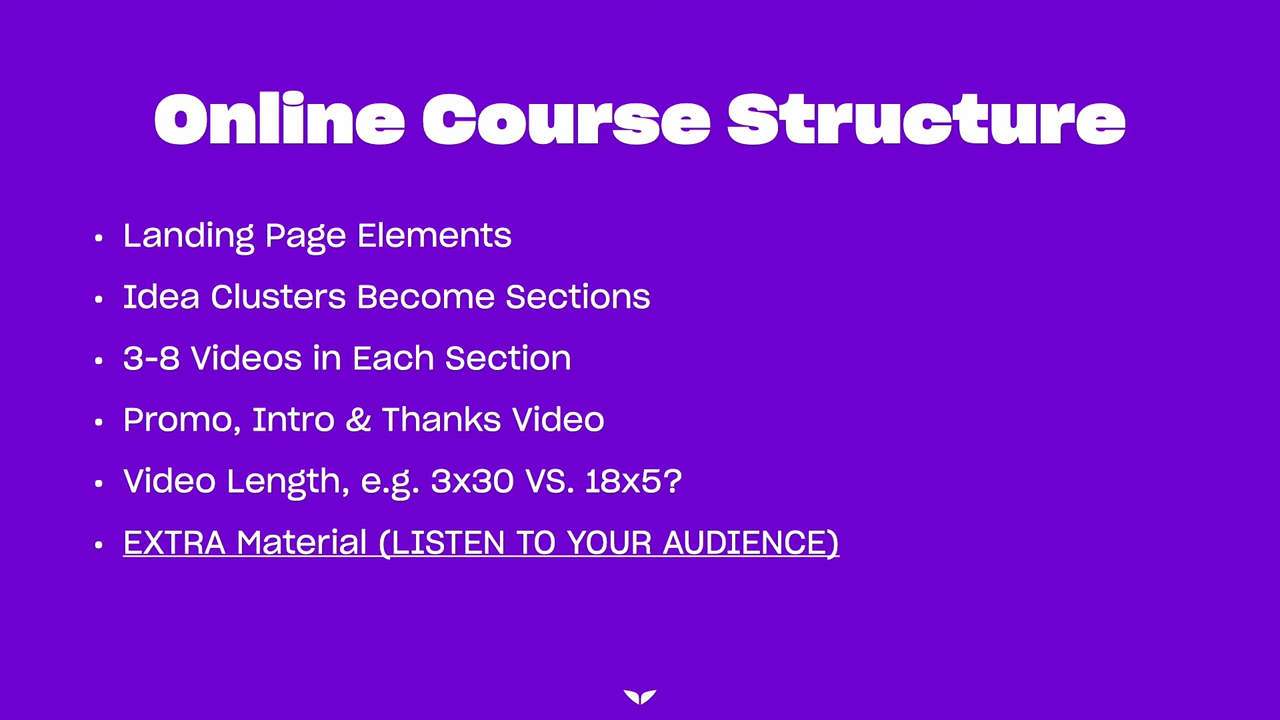 Online Course Structure
• Landing Page Elements
• Idea Clusters Become Sections
• 3-8 Videos in Each Section
• Promo, Intro & Thanks Video
• Video Length, e.g. 3x30 VS. 18x5?
• EXTRA Material (LISTEN TO YOUR AUDIENCE)